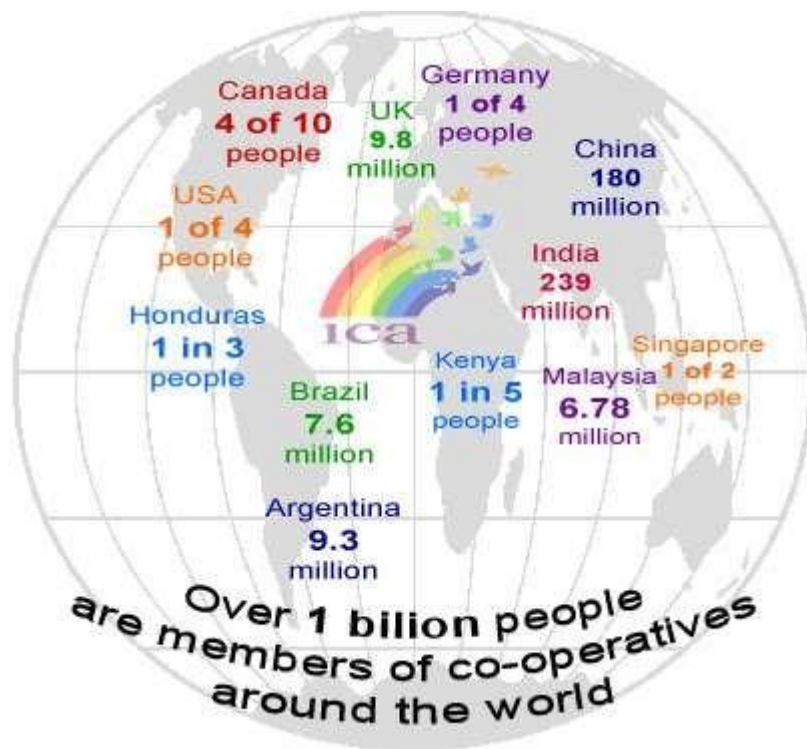 Canada
4 of 10
people
UK
9.8
million
Germany
1 of 4
people
China
180
million
USA
1 of 4
people
India
239
million
ica
Honduras
1 in 3
people
Brazil
7.6
million
Kenya
1 in 5
people
Malaysia
6.78
million
Singapore
1 of 2
people
Argentina
9.3
million
Over 1 bilion people
are members of co-operatives
around the world